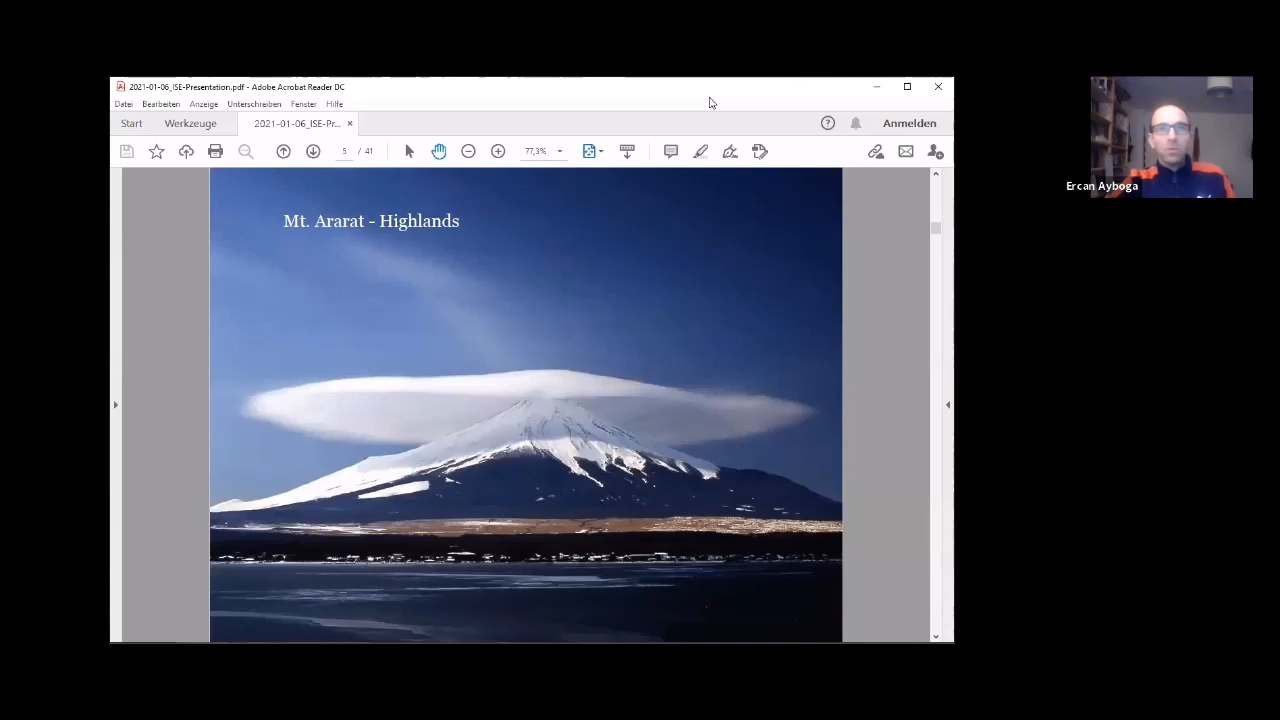 2021-01-06_ISE-Presentation.pdf - Adobe Acrobat Reader DC
Datei Bearbeiten Anzeige Unterschreiben Fenster Hilfe
Start Werkzeuge 2021-01-06_ISE-Pr... × Anmelden
5 / 41 77,3%
Mt. Ararat - Highlands
Ercan Ayboga